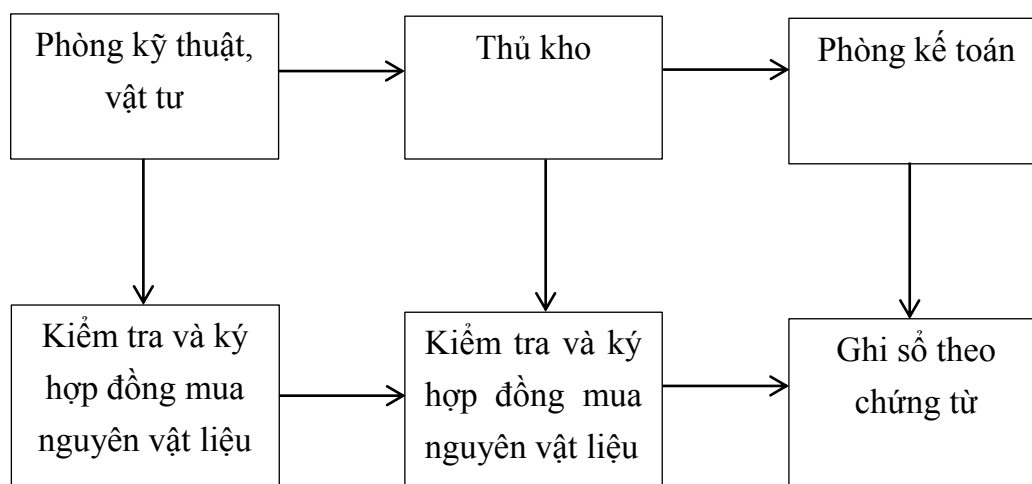 Phòng kỹ thuật,
vật tư
Thủ kho
Phòng kế toán
Kiểm tra và ký
hợp đồng mua
nguyên vật liệu
Kiểm tra và ký
hợp đồng mua
nguyên vật liệu
Ghi sổ theo
chứng từ